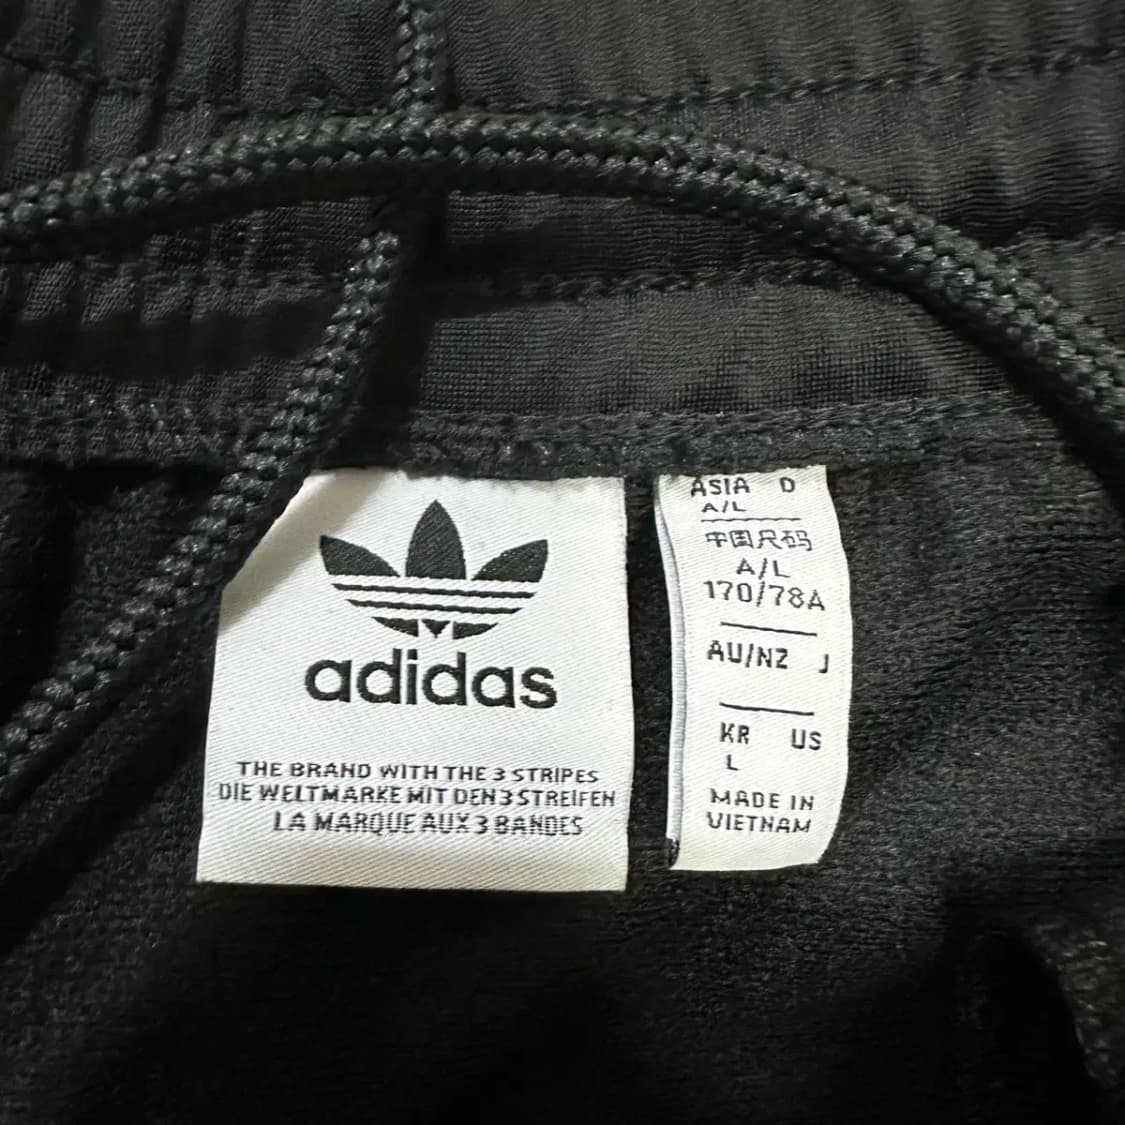 adidas
THE BRAND WITH THE 3 STRIPES
DIE WELTMARKE MIT DEN 3 STREIFEN
LA MARQUE AUX 3 BANDES
ASIA D
A/L
中国尺码
A/L
170/78A
AU/NZ J
KR US
L
MADE IN
VIETNAM